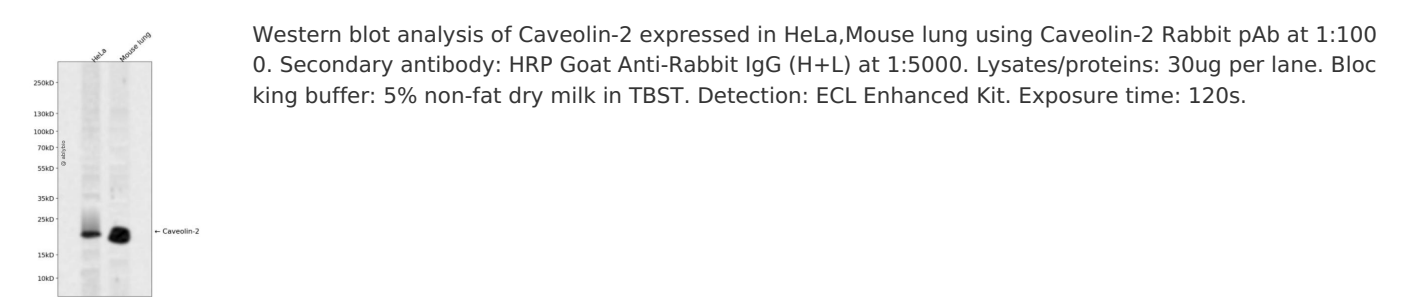 HeLa
Mouse lung
250kD
130kD
100kD
70kD
55kD
35kD
25kD
15kD
10kD
@ abybio
← Caveolin-2
Western blot analysis of Caveolin-2 expressed in HeLa,Mouse lung using Caveolin-2 Rabbit pAb at 1:100
0. Secondary antibody: HRP Goat Anti-Rabbit IgG (H+L) at 1:5000. Lysates/proteins: 30ug per lane. Bloc
king buffer: 5% non-fat dry milk in TBST. Detection: ECL Enhanced Kit. Exposure time: 120s.